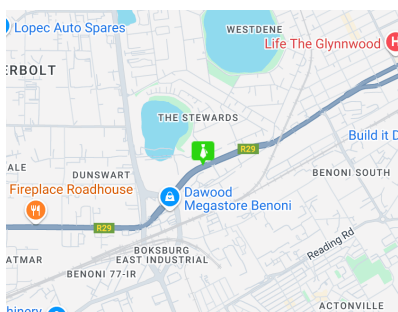 Lopec Auto Spares
WESTDENE
Life The Glynnwood
H
ERBOLT
THE STEWARDS
Build it D
R29
ALE
DUNSWART
BENONI SOUTH
Fireplace Roadhouse
Dawood
Megastore Benoni
R29
BOKSBURG
EAST INDUSTRIAL
Reading Rd
ATMAR
BENONI 77-IR
ACTONVILLE
hinery